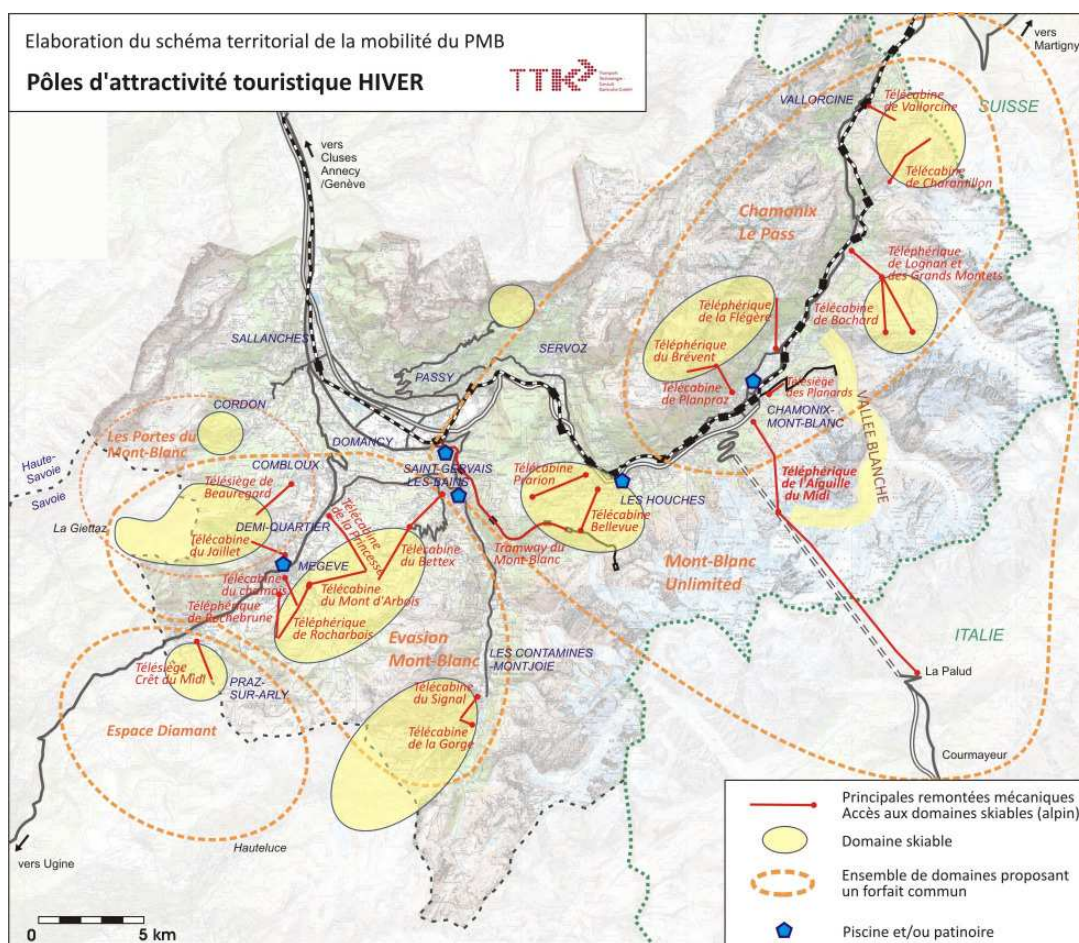 Elaboration du schéma territorial de la mobilité du PMB
Pôles d'attractivité touristique HIVER
TTK
vers
Martigny
SUISSE
VALLORCINE
Télécabine
de Vallorcine
vers
Cluses
Annecy
/Genève
Télécabine
de Charamillon
Chamonix
Le Pass
Téléphérique
de Lognan et
des Grands Montets
Téléphérique
de la Flégère
Télécabine
de Bochard
SALLANCHES
SERVOZ
Téléphérique
du Brévent
PASSY
Télécabine
de Planpraz
Télésiège
des Planards
CHAMONIX-
MONT-BLANC
VALLEE BLANCHE
CORDON
Les Portes du
Mont-Blanc
DOMANCY
Haute-
Savoie
Savoie
COMBLOUX
SAINT-GERVAIS
LES-BAINS
Télécabine
Prarion
Téléphérique
de l'Aiguille
du Midi
Télésiège de
Beauregard
LES HOUCHES
La Giettaz
DEMI-QUARTIER
Télécabine
de la Princesse
Télécabine
Bellevue
Télécabine
du Jaillet
Télécabine
du Bettex
Tramway du
Mont-Blanc
MEGEVE
Mont-Blanc
Unlimited
Télécabine
du chamois
Télécabine
du Mont d'Arbois
Téléphérique
de Rochebrune
Téléphérique
de Rocharbois
Evasion
Mont-Blanc
ITALIE
LES CONTAMINES
-MONTJOIE
La Palud
Télésiège
Crêt du Midi
PRAZ-
SUR-ARLY
Télécabine
du Signal
Espace Diamant
Télécabine
de la Gorge
Courmayeur
Hauteluce
vers Ugine
Principales remontées mécaniques
Accès aux domaines skiables (alpin)
Domaine skiable
Ensemble de domaines proposant
un forfait commun
Piscine et/ou patinoire
0 5 km